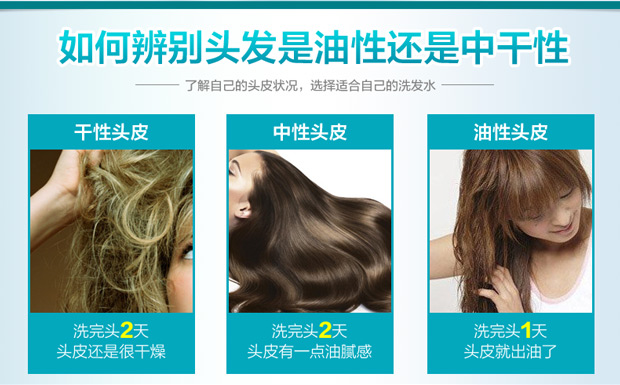 如何辨别头发是油性还是中干性
了解自己的头皮状况，选择适合自己的洗发水
干性头皮
洗完头2天
头皮还是很干燥
中性头皮
洗完头2天
头皮有一点油腻感
油性头皮
洗完头1天
头皮就出油了